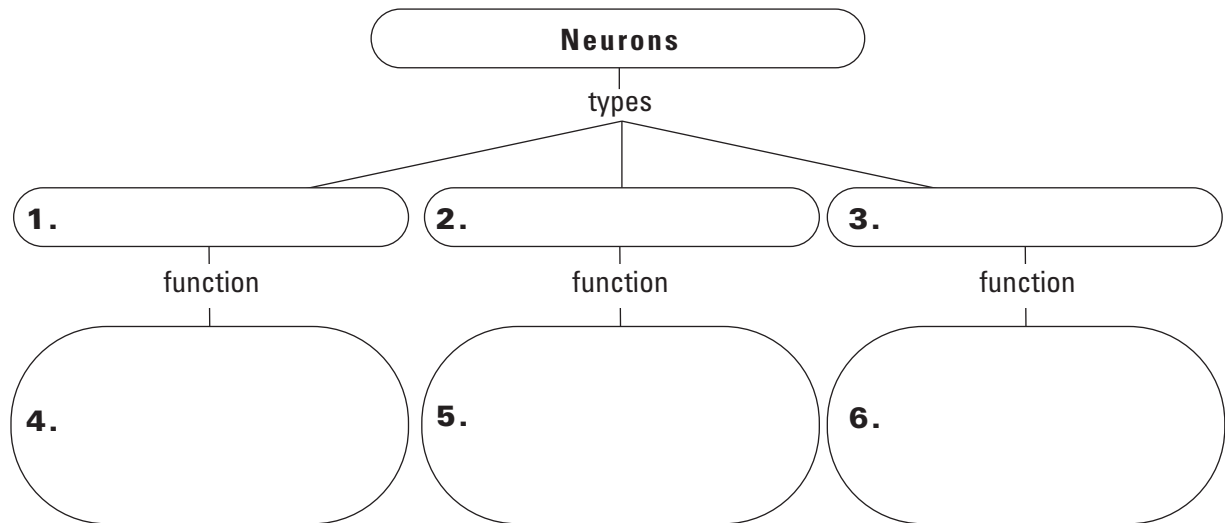 Neurons
types
1.
2.
3.
function
function
function
4.
5.
6.